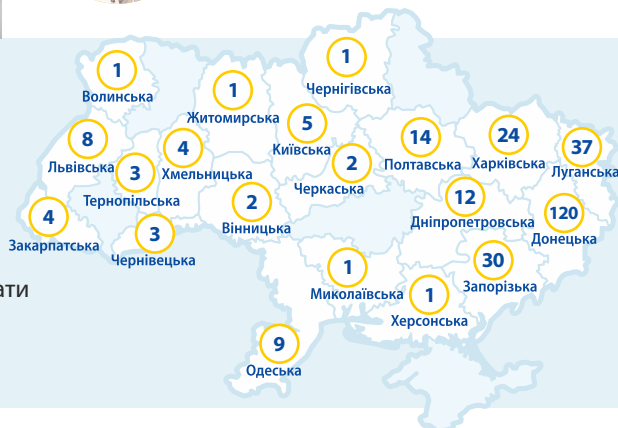 1
Волинська
1
Житомирська
1
Чернігівська
8
Львівська
3
Тернопільська
4
Хмельницька
5
Київська
2
Черкаська
14
Полтавська
24
Харківська
37
Луганська
4
Закарпатська
3
Чернівецька
2
Вінницька
12
Дніпропетровська
120
Донецька
30
Запорізька
1
Миколаївська
1
Херсонська
9
Одеська
ати